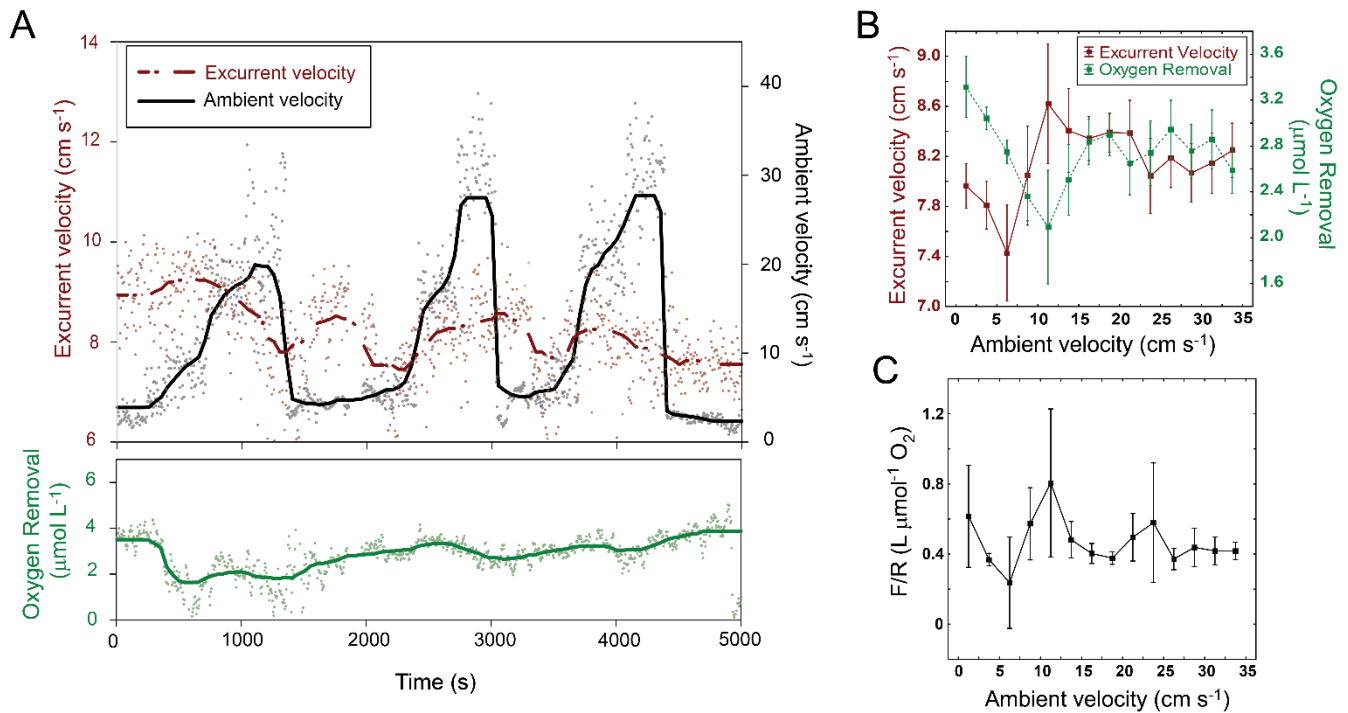 A
14
12
10
8
6
Excurrent velocity (cm s⁻¹)
Excurrent velocity
Ambient velocity
40
30
20
10
0
Ambient velocity (cm s⁻¹)
6
4
2
0
Oxygen Removal
(μmol L⁻¹)
0
1000
2000
3000
4000
5000
Time (s)
B
9.0
8.6
8.2
7.8
7.4
7.0
Excurrent velocity (cm s⁻¹)
Excurrent Velocity
Oxygen Removal
3.6
3.2
2.8
2.4
2.0
1.6
Oxygen Removal
(μmol L⁻¹)
0 5 10 15 20 25 30 35
Ambient velocity (cm s⁻¹)
C
1.2
0.8
0.4
0
F/R (L μmol⁻¹ O₂)
0 5 10 15 20 25 30 35
Ambient velocity (cm s⁻¹)